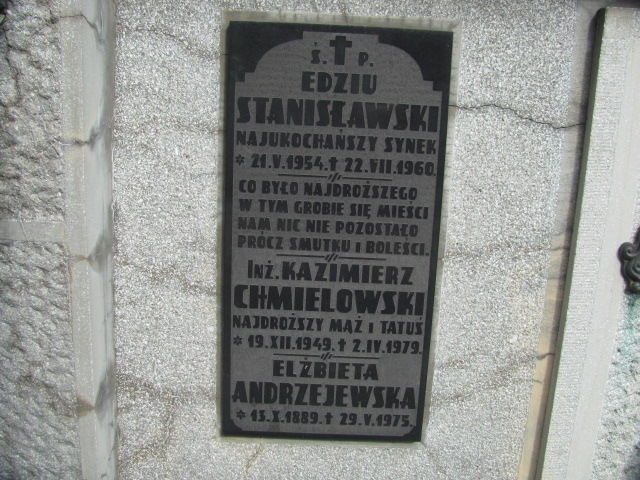 Ś. † P.
EDZIU
STANISŁAWSKI
NAJUKOCHAŃSZY SYNEK
* 21.V.1954. † 22.VII.1960.
CO BYŁO NAJDROŻSZEGO
W TYM GROBIE SIĘ MIEŚCI
NAM NIC NIE POZOSTAŁO
PRÓCZ SMUTKU I BOLEŚCI.
INŻ. KAZIMIERZ
CHMIELOWSKI
NAJDROŻSZY MĄŻ I TATUŚ
* 19.XII.1949. † 2.IV.1979.
ELŻBIETA
ANDRZEJEWSKA
* 13.X.1889. † 29.V.1975.